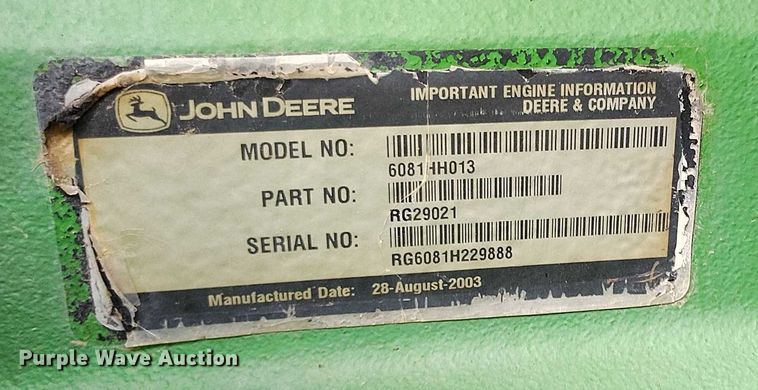 JOHN DEERE
IMPORTANT ENGINE INFORMATION
DEERE & COMPANY
MODEL NO:
6081HH013
PART NO:
RG29021
SERIAL NO:
RG6081H229888
Manufactured Date: 28-August-2003
Purple Wave Auction